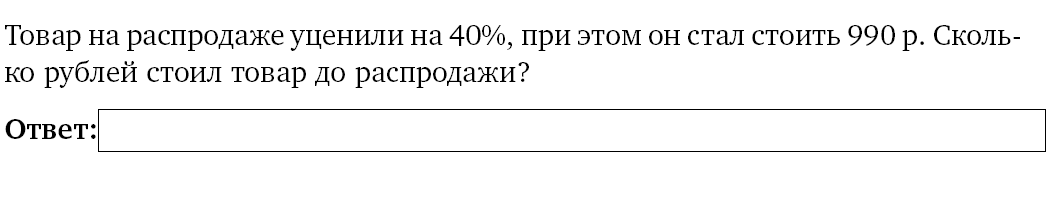 Товар на распродаже уценили на 40%, при этом он стал стоить 990 р. Сколь-
ко рублей стоил товар до распродажи?
Ответ: